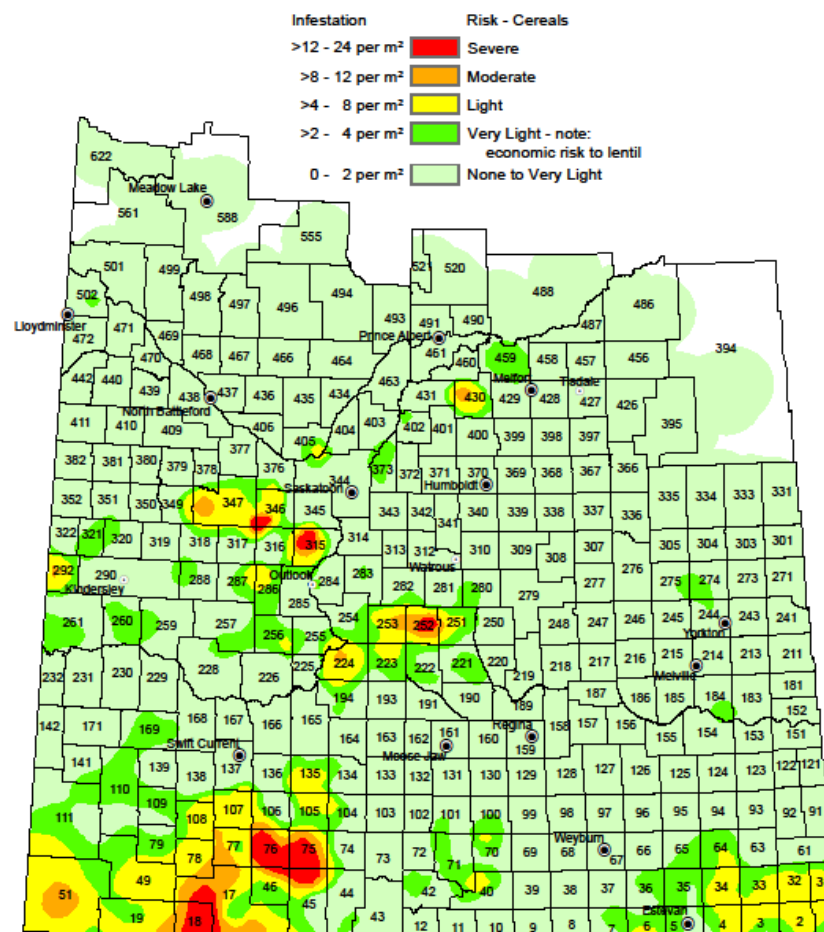 Infestation Risk - Cereals
>12 - 24 per m² Severe
>8 - 12 per m² Moderate
>4 - 8 per m² Light
>2 - 4 per m² Very Light - note:
economic risk to lentil
0 - 2 per m² None to Very Light
622
Meadow Lake
561 588
555
501 499 521 520
502 498 497 496 494 488 486
Lloydminster 493 491 490 487
472 471 469 Prince Albert 394
470 468 467 466 464 461 460 459 458 457 456
442 440 439 438 437 436 435 434 463 431 430 Melfort 429 428 Tisdale 427 426
North Battleford
411 410 409 406 405 404 403 402 401 400 399 398 397 395
382 381 380 379 378 377 376 373 372 371 370 369 368 367 366
Saskatoon 344 Humboldt
352 351 350 349 347 346 345 343 342 341 340 339 338 337 336 335 334 333 331
322 321 320 319 318 317 316 315 314 313 312 310 309 308 307 306 305 304 303 301
Watrous
292 290 288 287 286 Outlook 284 283 282 281 280 279 277 276 275 274 273 271
Kindersley 285
261 260 259 257 256 255 254 253 252 251 250 248 247 246 245 244 243 241
Yorkton
232 231 230 229 228 226 225 224 223 222 221 220 219 218 217 216 215 214 213 211
Melville
194 193 191 190 189 187 186 185 184 183 181
142 171 169 168 167 166 165 164 163 162 161 160 Regina 159 158 157 156 155 154 153 152 151
Swift Current Moose Jaw
141 139 138 137 136 135 134 133 132 131 130 129 128 127 126 125 124 123 122 121
111 110 109 108 107 106 105 104 103 102 101 100 99 98 97 96 95 94 93 92 91
Weyburn
79 78 77 76 75 74 73 72 71 70 69 68 67 66 65 64 63 61
51 49 46 45 44 42 40 39 38 37 36 35 34 33 32
19 18 17 43 Estevan
12 11 10 9 8 7 6 5 4 3 2